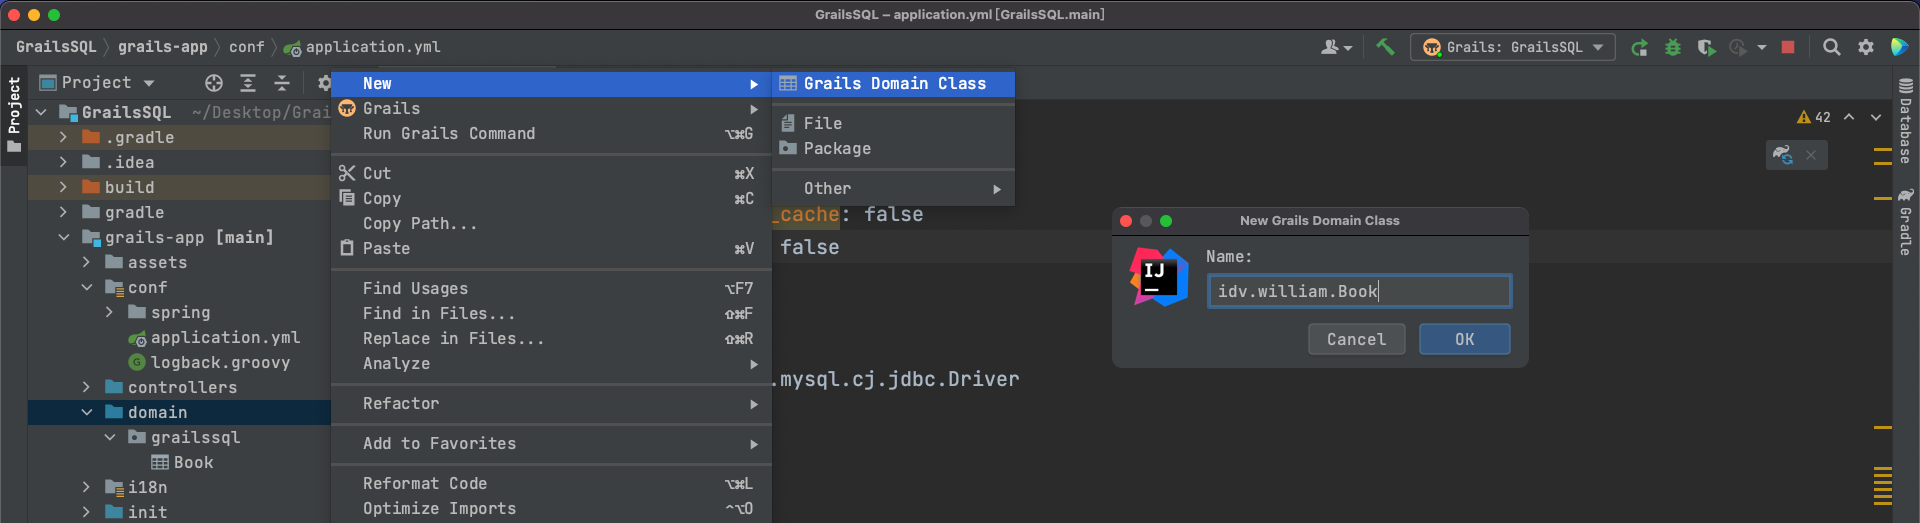 GrailsSQL – application.yml [GrailsSQL.main]
GrailsSQL grails-app conf application.yml
Grails: GrailsSQL
Project
Project
GrailsSQL ~/Desktop/Grai
.gradle
.idea
build
gradle
grails-app [main]
assets
conf
spring
application.yml
G logback.groovy
controllers
domain
grailssql
Book
i18n
init
New
Grails
Run Grails Command ⌥⌘G
Cut ⌘X
Copy ⌘C
Copy Path...
Paste ⌘V
Find Usages ⌥F7
Find in Files... ⇧⌘F
Replace in Files... ⇧⌘R
Analyze
Refactor
Add to Favorites
Reformat Code ⌥⌘L
Optimize Imports ^⌥O
Grails Domain Class
File
Package
Other
_cache: false
false
.mysql.cj.jdbc.Driver
42
New Grails Domain Class
IJ
Name:
idv.william.Book
Cancel OK
Database
Gradle